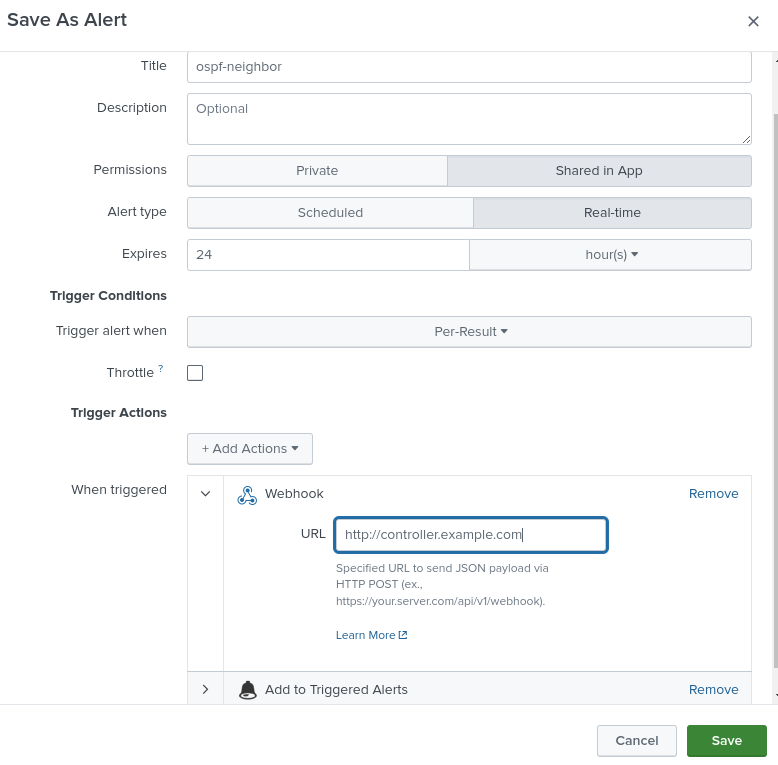 Save As Alert
Title
ospf-neighbor
Description
Optional
Permissions
Private
Shared in App
Alert type
Scheduled
Real-time
Expires
24
hour(s)
Trigger Conditions
Trigger alert when
Per-Result
Throttle ?
Trigger Actions
+ Add Actions
When triggered
Webhook
Remove
URL
http://controller.example.com
Specified URL to send JSON payload via
HTTP POST (ex.,
https://your.server.com/api/v1/webhook).
Learn More
Add to Triggered Alerts
Remove
Cancel
Save